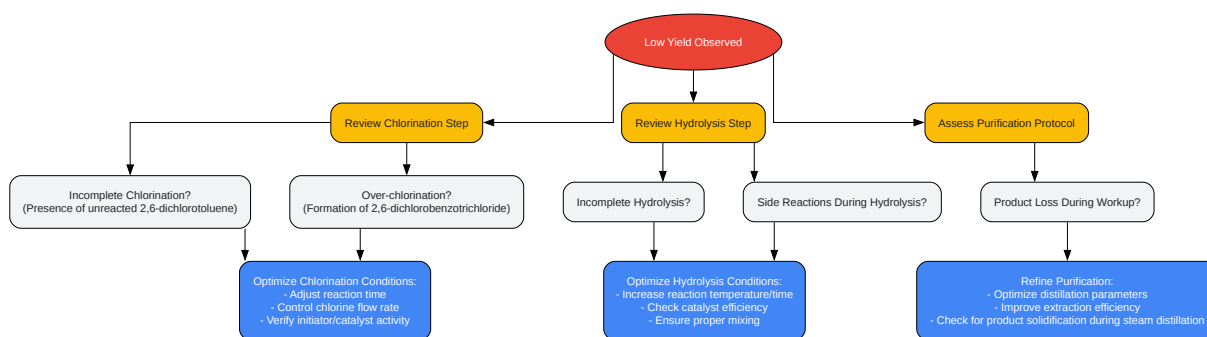 Low Yield Observed
Review Chlorination Step
Review Hydrolysis Step
Assess Purification Protocol
Incomplete Chlorination?
(Presence of unreacted 2,6-dichlorotoluene)
Over-chlorination?
(Formation of 2,6-dichlorobenzotrichloride)
Incomplete Hydrolysis?
Side Reactions During Hydrolysis?
Product Loss During Workup?
Optimize Chlorination Conditions:
- Adjust reaction time
- Control chlorine flow rate
- Verify initiator/catalyst activity
Optimize Hydrolysis Conditions:
- Increase reaction temperature/time
- Check catalyst efficiency
- Ensure proper mixing
Refine Purification:
- Optimize distillation parameters
- Improve extraction efficiency
- Check for product solidification during steam distillation